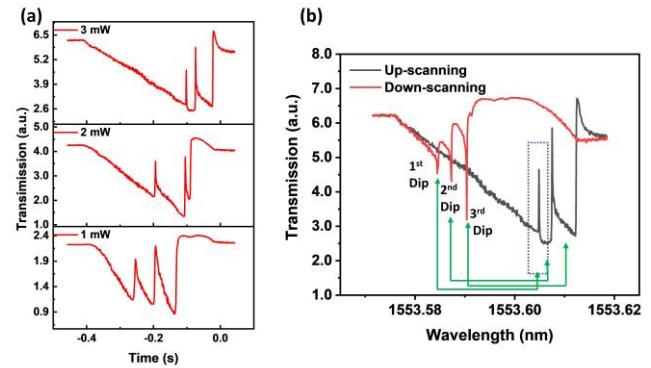 (a)
3 mW
6.5
5.2
3.9
2.6
2 mW
5.0
4.0
3.0
2.0
1.0
1 mW
2.4
1.9
1.4
0.9
-0.4
-0.2
0.0
Time (s)
Transimission (a.u.)
(b)
Up-scanning
Down-scanning
8.0
7.0
6.0
5.0
4.0
3.0
2.0
1.0
1st
Dip
2nd
Dip
3rd
Dip
1553.58
1553.60
1553.62
Wavelength (nm)
Transmission (a.u.)